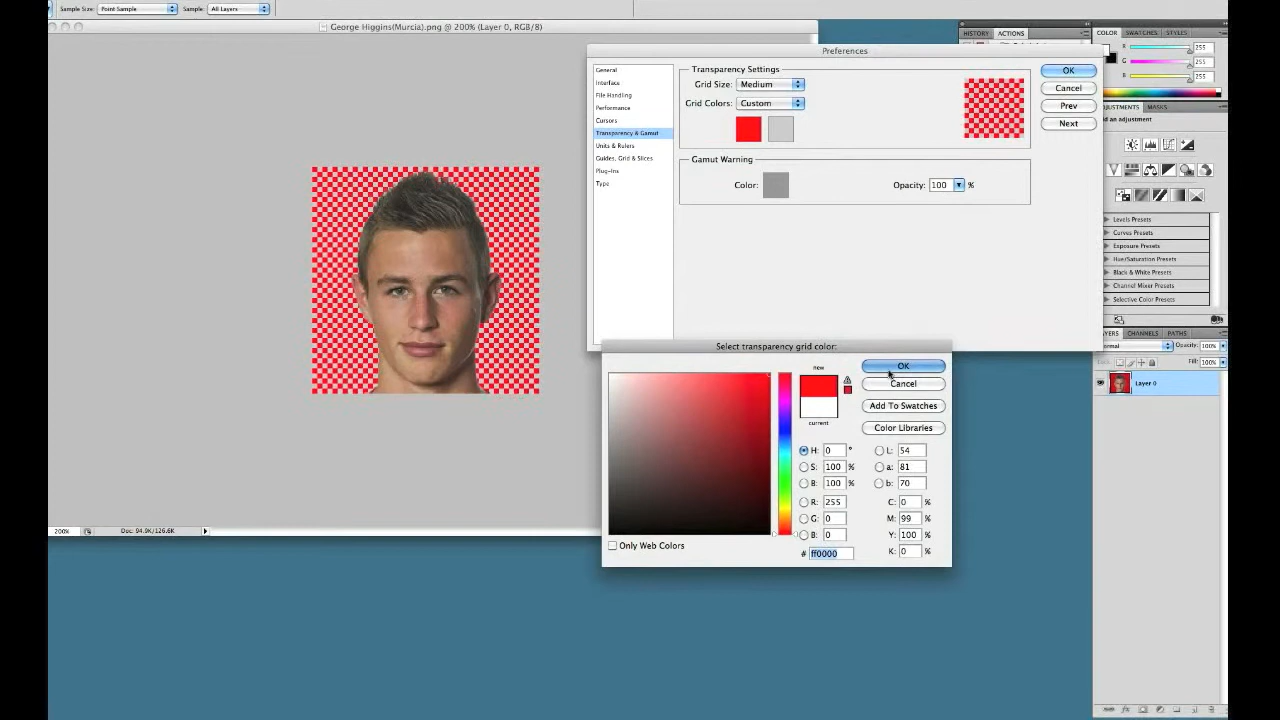 Sample Size: Point Sample Sample: All Layers
George Higgins(Murcia).png @ 200% (Layer 0, RGB/8)
HISTORY ACTIONS
COLOR SWATCHES STYLES
R 255
G 255
B 255
Preferences
General
Interface
File Handling
Performance
Cursors
Transparency & Gamut
Units & Rulers
Guides, Grid & Slices
Plug-Ins
Type
Transparency Settings
Grid Size: Medium
Grid Colors: Custom
Gamut Warning
Color:
Opacity: 100 %
OK
Cancel
Prev
Next
ADJUSTMENTS MASKS
Add an adjustment
Levels Presets
Curves Presets
Exposure Presets
Hue/Saturation Presets
Black & White Presets
Channel Mixer Presets
Selective Color Presets
LAYERS CHANNELS PATHS
Normal Opacity: 100%
Lock: Fill: 100%
Layer 0
200% Doc: 94.9K/126.6K
Select transparency grid color:
new
current
OK
Cancel
Add To Swatches
Color Libraries
H: 0 °
S: 100 %
B: 100 %
R: 255
G: 0
B: 0
# ff0000
L: 54
a: 81
b: 70
C: 0 %
M: 99 %
Y: 100 %
K: 0 %
Only Web Colors